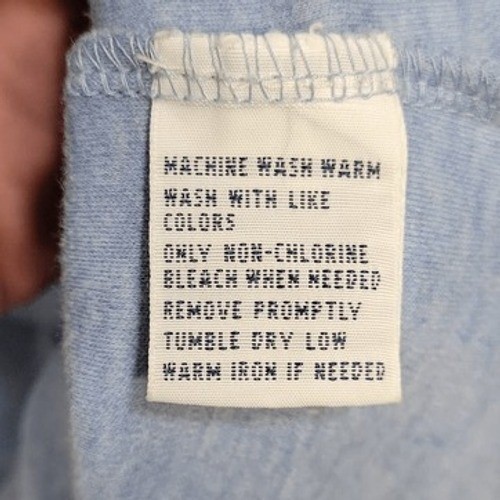 MACHINE WASH WARM
WASH WITH LIKE
COLORS
ONLY NON-CHLORINE
BLEACH WHEN NEEDED
REMOVE PROMPTLY
TUMBLE DRY LOW
WARM IRON IF NEEDED